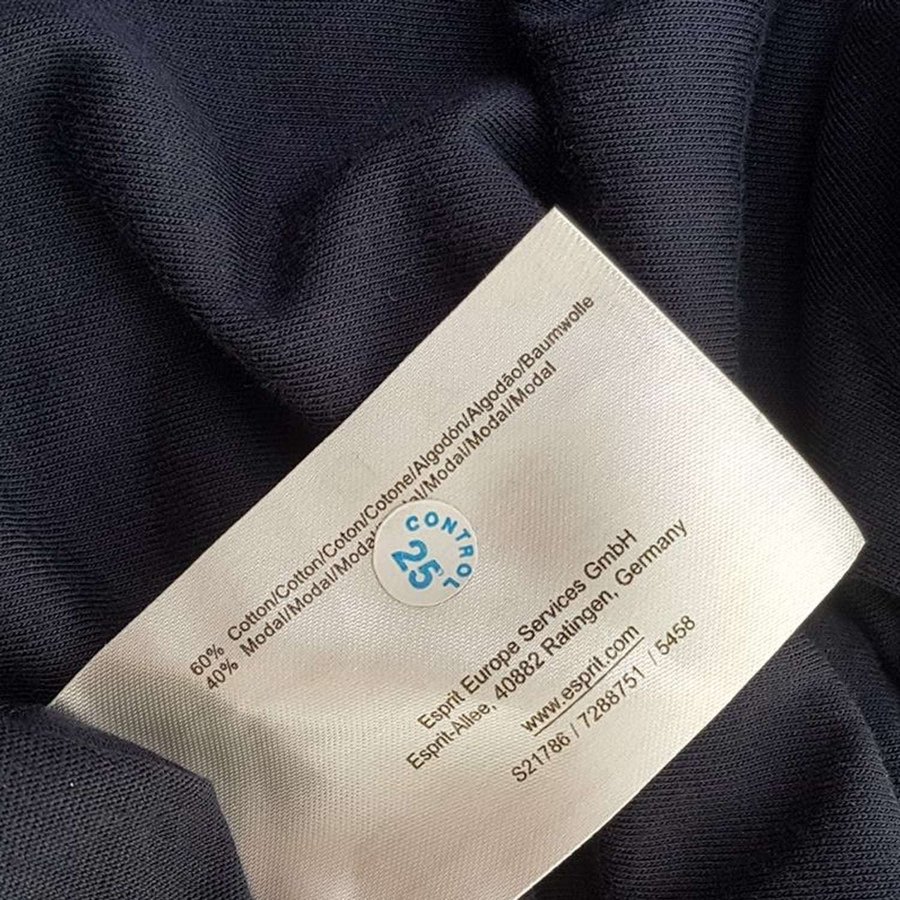 60% Cotton/Cotton/Coton/Cotone/Algodón/Algodão/Baumwolle
40% Modal/Modal/Modal/Modal/Modal/Modal/Modal
CONTROL
25
Esprit Europe Services GmbH
Esprit-Allee, 40882 Ratingen, Germany
www.esprit.com
S21786 / 7288751 / 5458